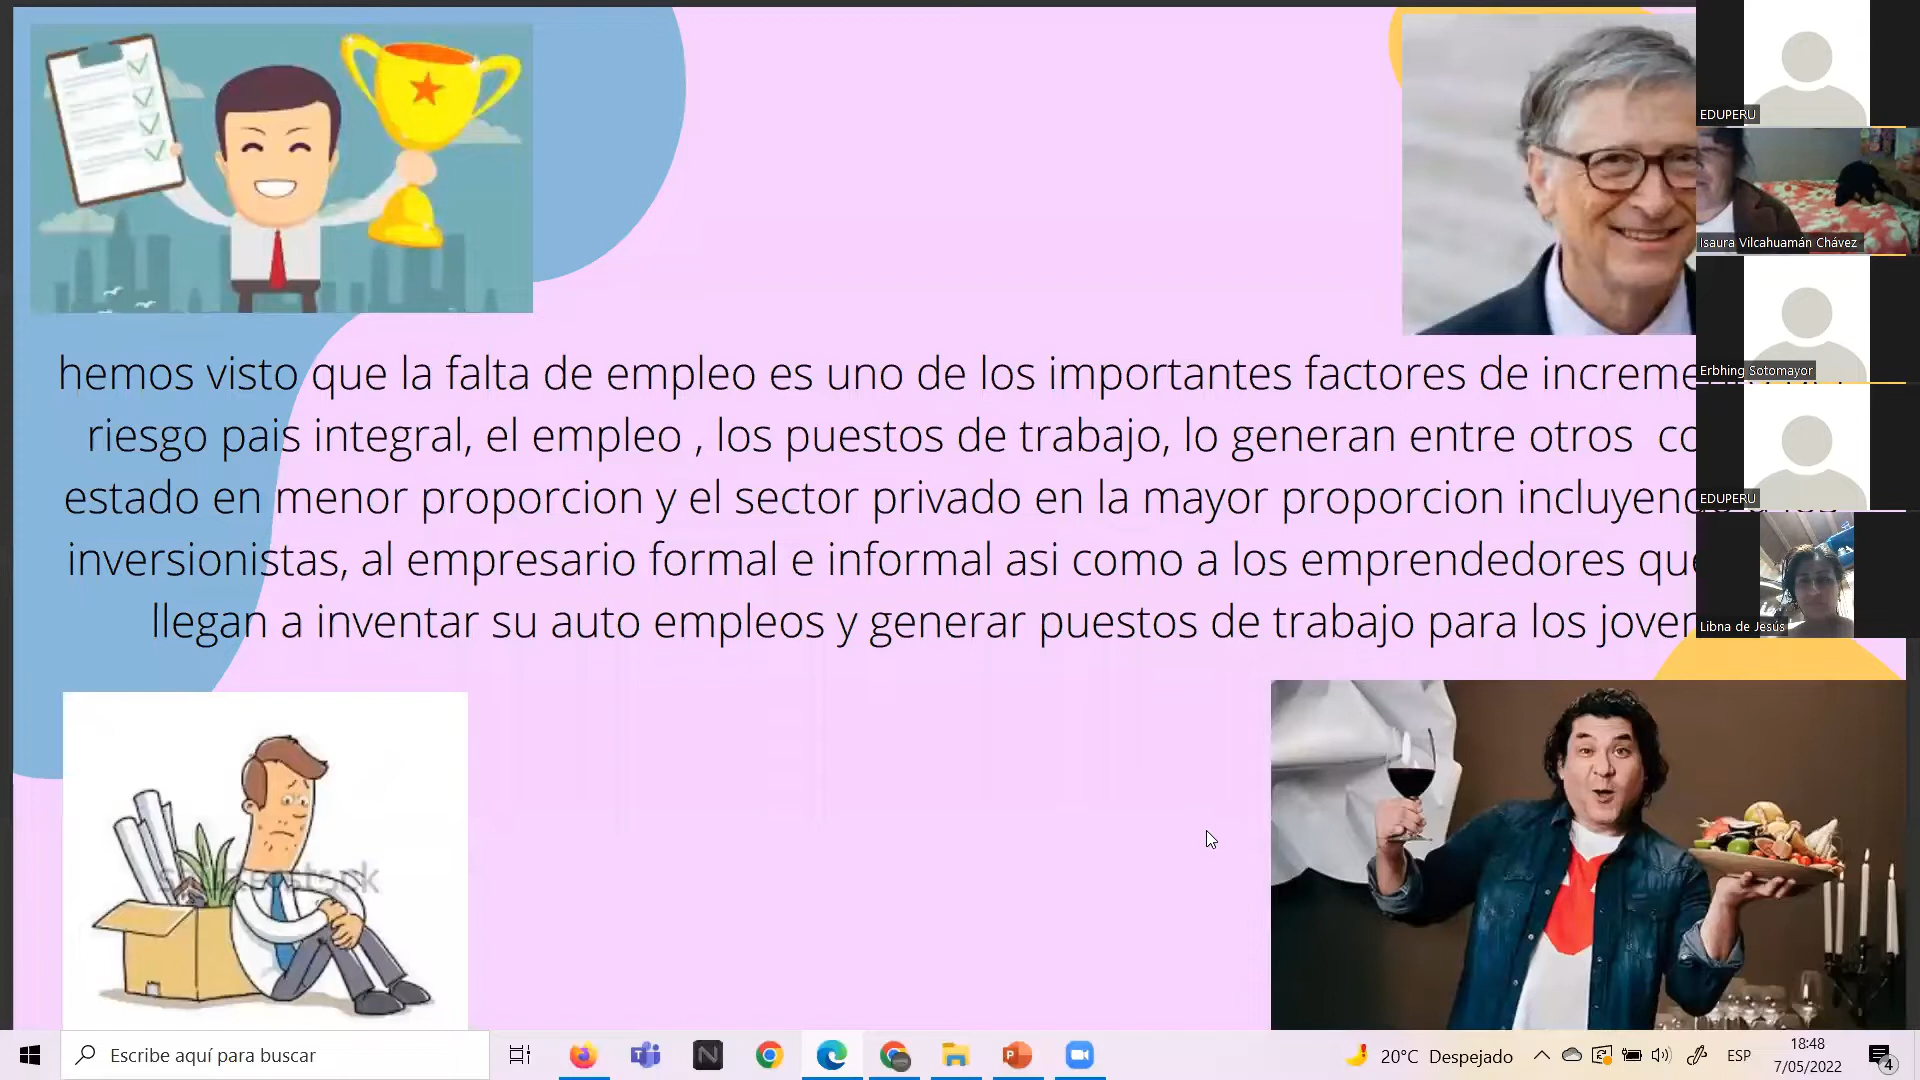 hemos visto que la falta de empleo es uno de los importantes factores de
riesgo pais integral, el empleo , los puestos de trabajo, lo generan entre otros
estado en menor proporcion y el sector privado en la mayor proporcion
inversionistas, al empresario formal e informal asi como a los emprendedores
llegan a inventar su auto empleos y generar puestos de trabajo para los
EDUPERU
Isaura Vilcahuamán Chávez
Erbhing Sotomayor
EDUPERU
Libna de Jesús
Escribe aquí para buscar
20°C Despejado
ESP
18:48
7/05/2022
4